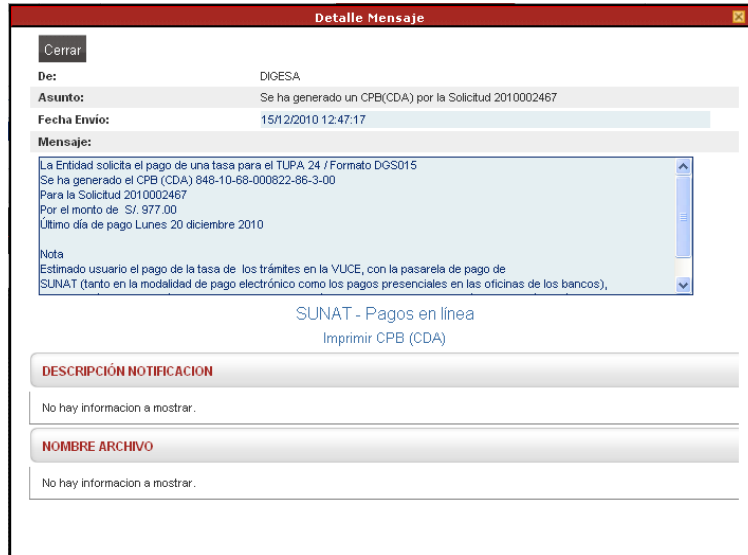 Detalle Mensaje
Cerrar
De: DIGESA
Asunto: Se ha generado un CPB(CDA) por la Solicitud 2010002467
Fecha Envío: 15/12/2010 12:47:17
Mensaje:
La Entidad solicita el pago de una tasa para el TUPA 24 / Formato DGS015
Se ha generado el CPB (CDA) 848-10-68-000822-86-3-00
Para la Solicitud 2010002467
Por el monto de S/. 977.00
Último día de pago Lunes 20 diciembre 2010
Nota
Estimado usuario el pago de la tasa de los trámites en la VUCE, con la pasarela de pago de
SUNAT (tanto en la modalidad de pago electrónico como los pagos presenciales en las oficinas de los bancos),
SUNAT - Pagos en línea
Imprimir CPB (CDA)
DESCRIPCIÓN NOTIFICACION
No hay informacion a mostrar.
NOMBRE ARCHIVO
No hay informacion a mostrar.